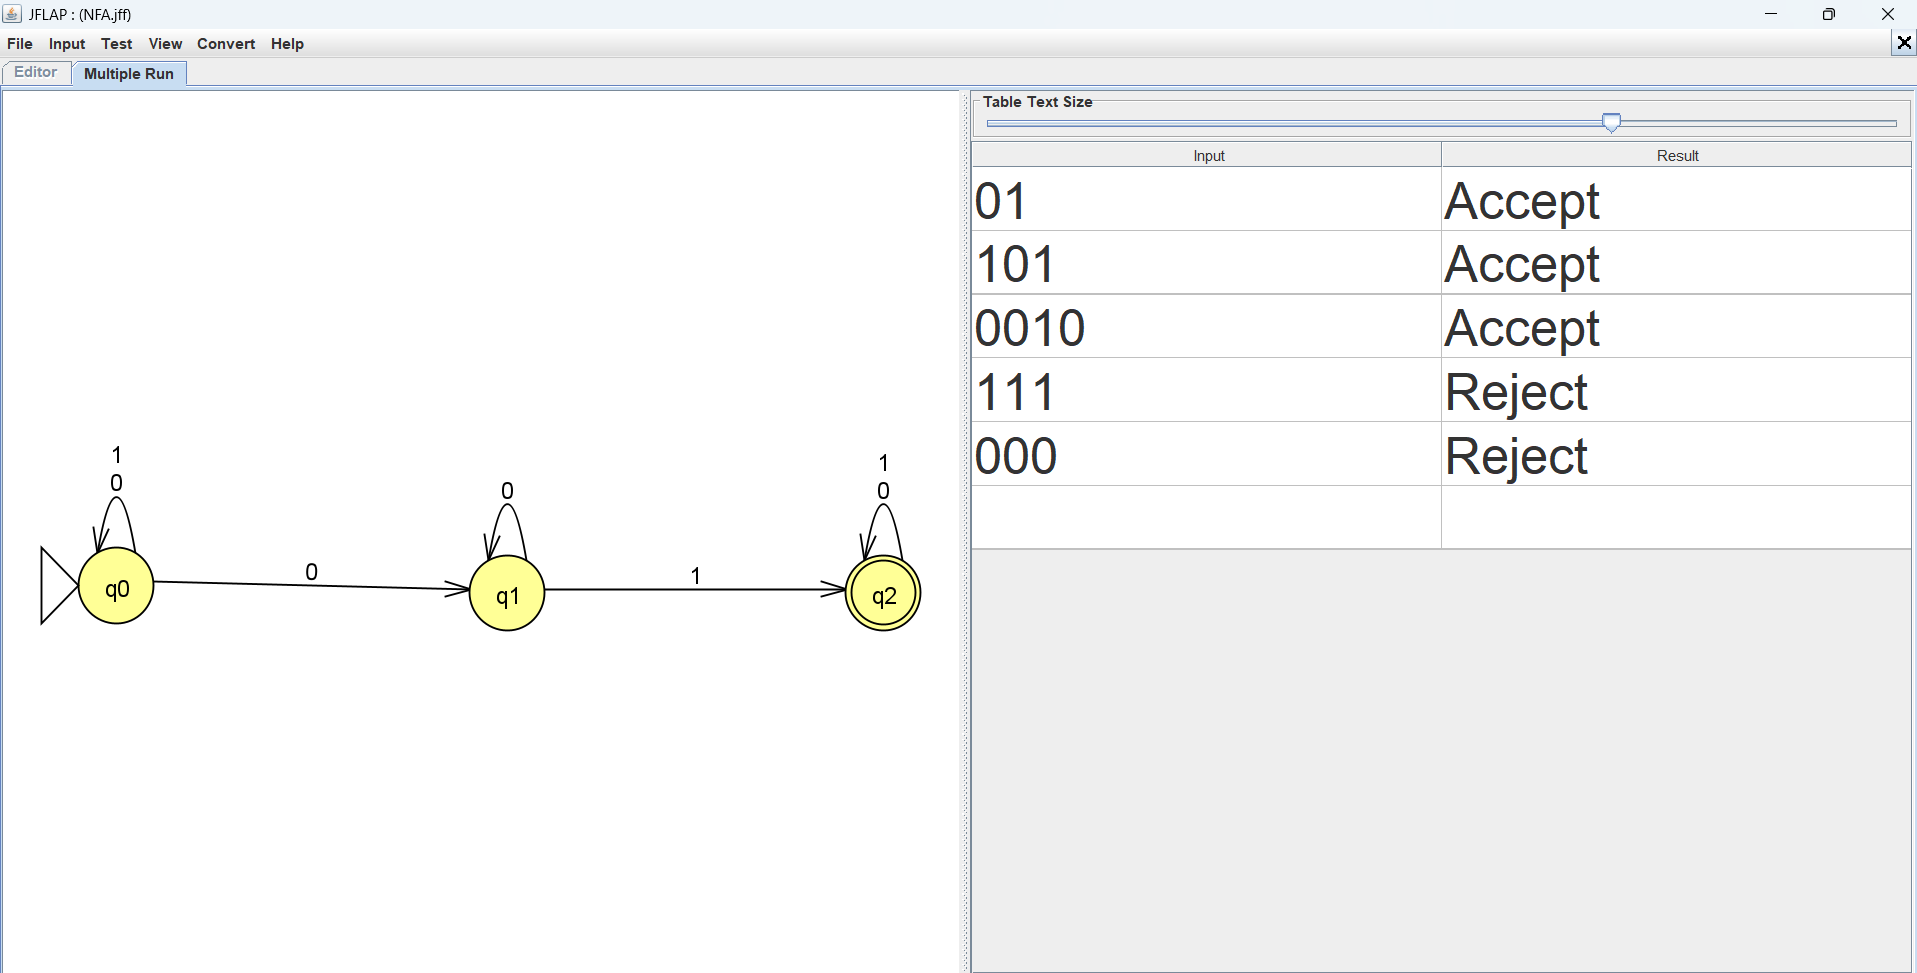 JFLAP : (NFA.jff)
File Input Test View Convert Help
Editor Multiple Run
Table Text Size
Input Result
01 Accept
101 Accept
0010 Accept
111 Reject
000 Reject
1
0
0
1
0
0
1
q0
q1
q2